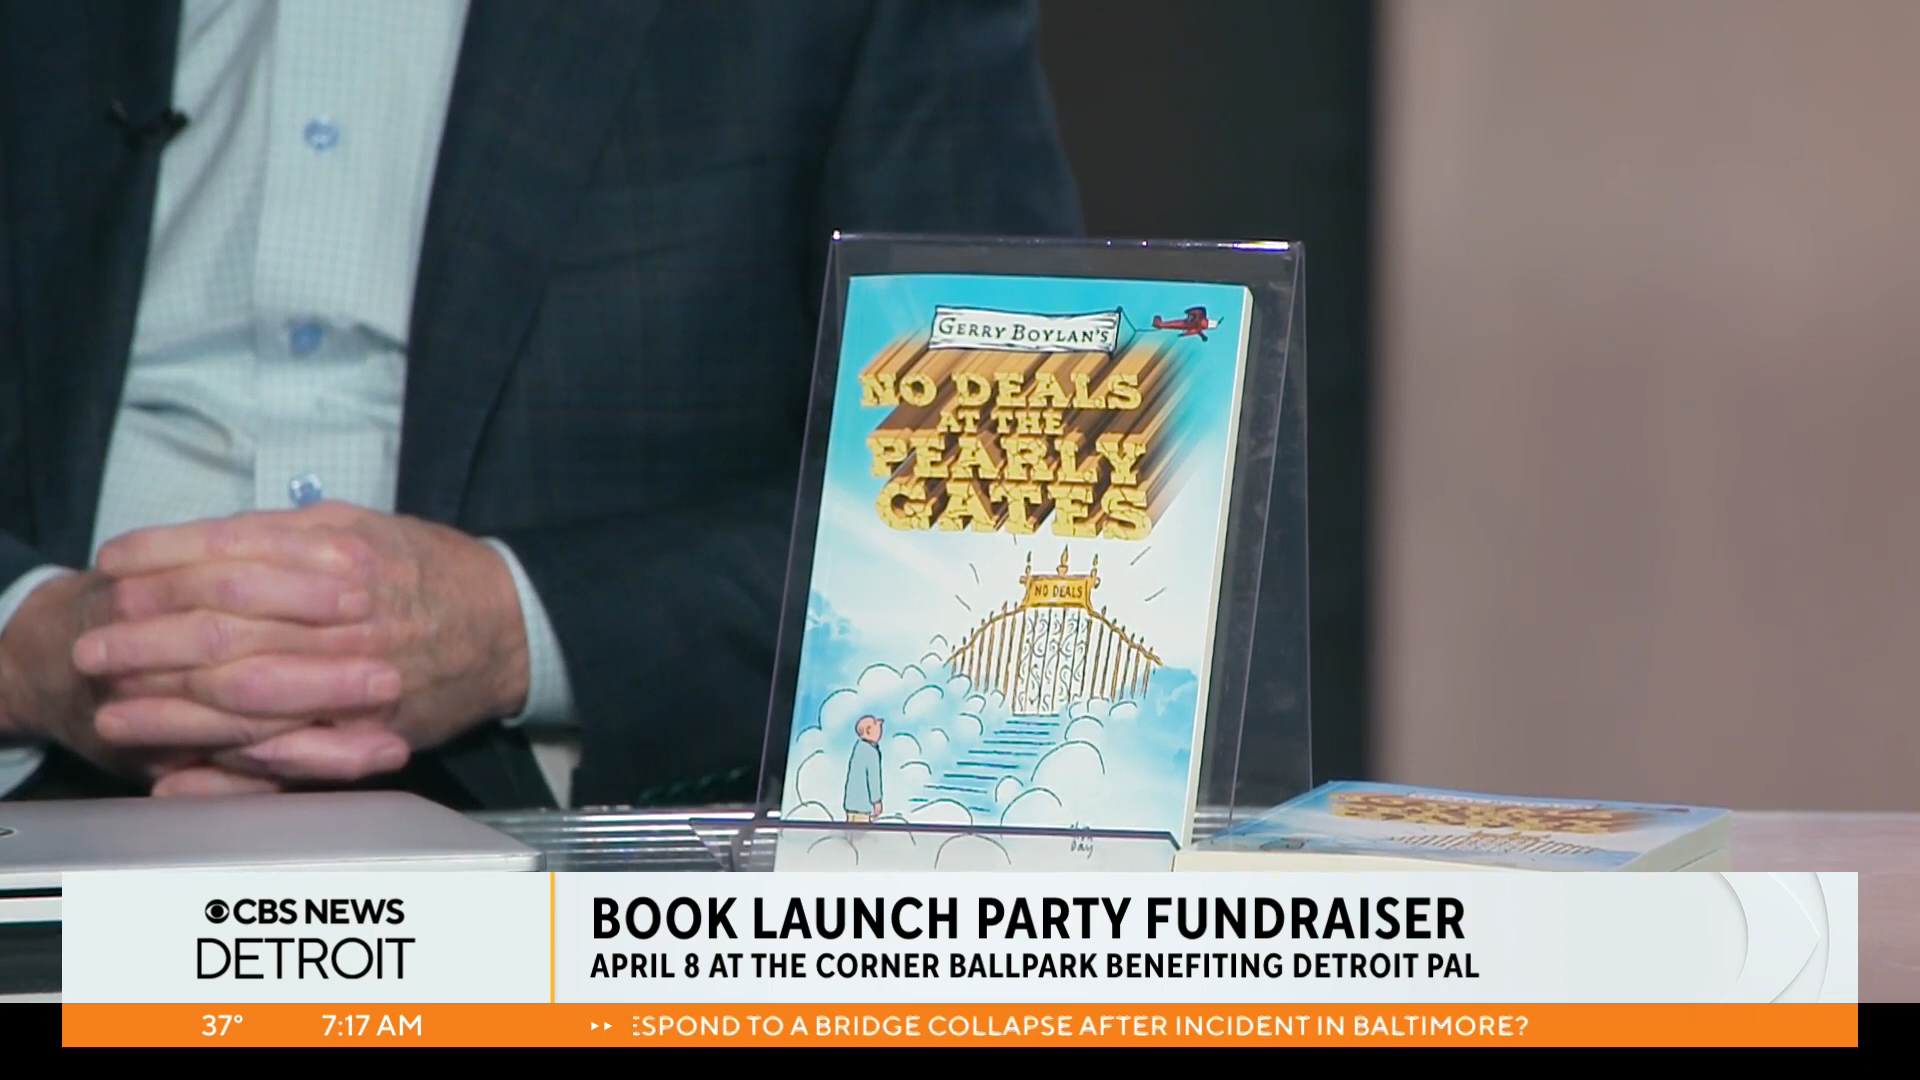 GERRY BOYLAN'S
NO DEALS
AT THE
PEARLY
GATES
NO DEALS
CBS NEWS
DETROIT
BOOK LAUNCH PARTY FUNDRAISER
APRIL 8 AT THE CORNER BALLPARK BENEFITING DETROIT PAL
37° 7:17 AM
ESPOND TO A BRIDGE COLLAPSE AFTER INCIDENT IN BALTIMORE?